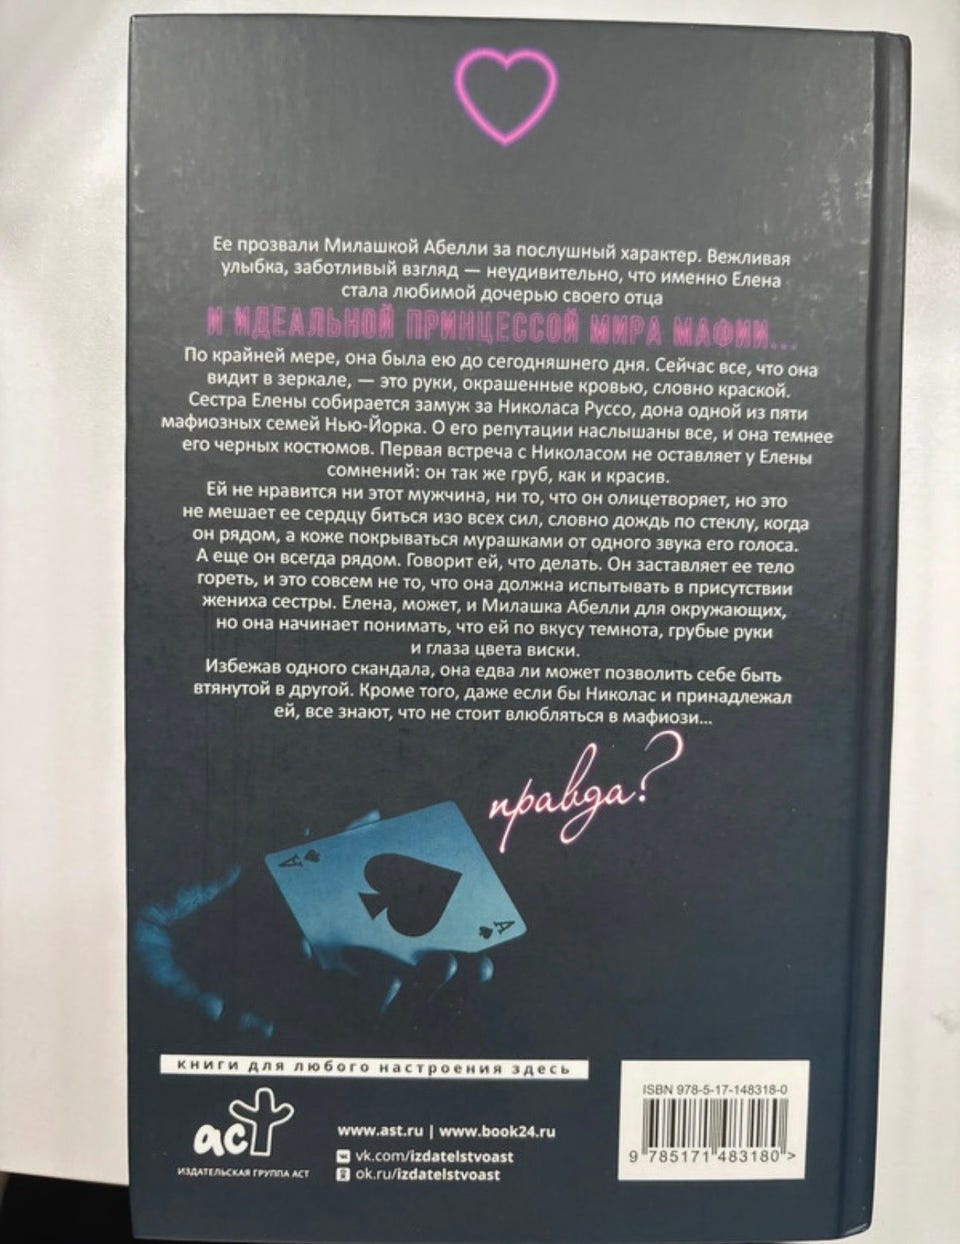 Ее прозвали Милашкой Абелли за послушный характер. Вежливая
улыбка, заботливый взгляд — неудивительно, что именно Елена
стала любимой дочерью своего отца
И ИДЕАЛЬНОЙ ПРИНЦЕССОЙ МИРА МАФИИ...
По крайней мере, она была ею до сегодняшнего дня. Сейчас все, что она
видит в зеркале, — это руки, окрашенные кровью, словно краской.
Сестра Елены собирается замуж за Николаса Руссо, дона одной из пяти
мафиозных семей Нью-Йорка. О его репутации наслышаны все, и она темнее
его черных костюмов. Первая встреча с Николасом не оставляет у Елены
сомнений: он так же груб, как и красив.
Ей не нравится ни этот мужчина, ни то, что он олицетворяет, но это
не мешает ее сердцу биться изо всех сил, словно дождь по стеклу, когда
он рядом, а коже покрываться мурашками от одного звука его голоса.
А еще он всегда рядом. Говорит ей, что делать. Он заставляет ее тело
гореть, и это совсем не то, что она должна испытывать в присутствии
жениха сестры. Елена, может, и Милашка Абелли для окружающих,
но она начинает понимать, что ей по вкусу темнота, грубые руки
и глаза цвета виски.
Избежав одного скандала, она едва ли может позволить себе быть
втянутой в другой. Кроме того, даже если бы Николас и принадлежал
ей, все знают, что не стоит влюбляться в мафиози...
правда?
A
A
книги для любого настроения здесь
аст
ИЗДАТЕЛЬСКАЯ ГРУППА АСТ
www.ast.ru | www.book24.ru
vk.com/izdatelstvoast
ok.ru/izdatelstvoast
ISBN 978-5-17-148318-0
9 785171 483180 >